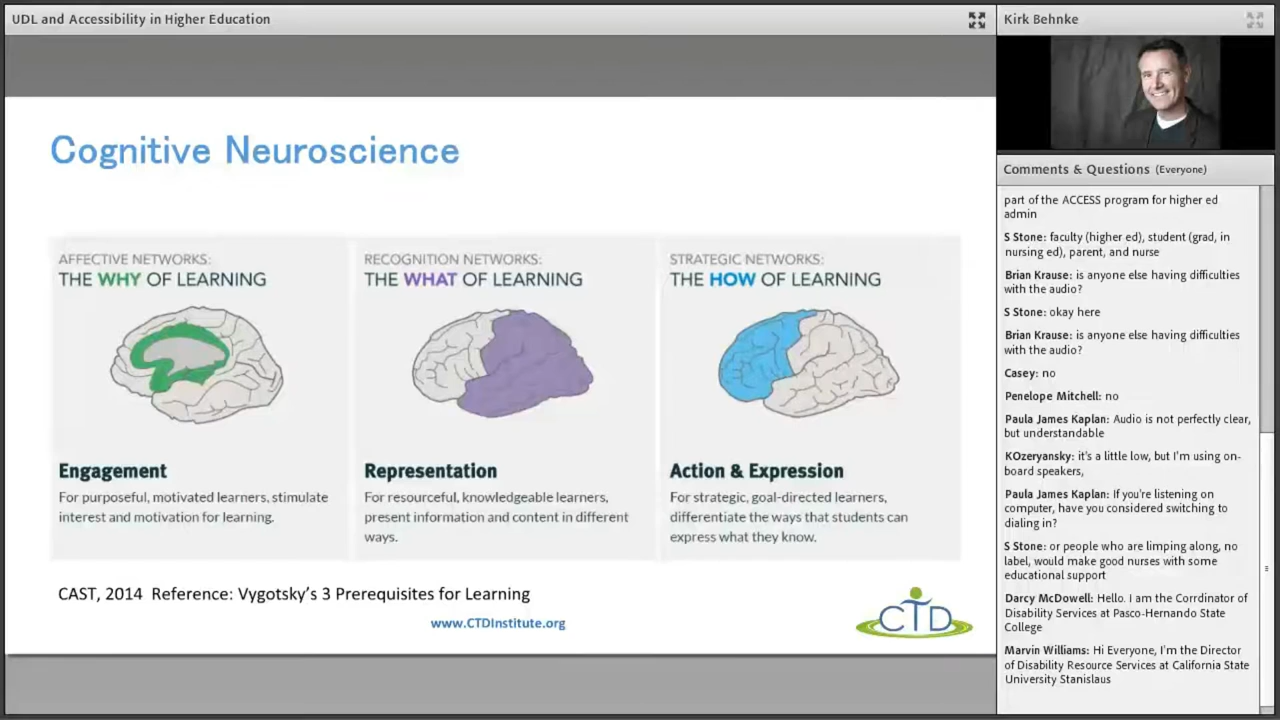 UDL and Accessibility in Higher Education
Cognitive Neuroscience
AFFECTIVE NETWORKS:
THE WHY OF LEARNING
Engagement
For purposeful, motivated learners, stimulate
interest and motivation for learning.
RECOGNITION NETWORKS:
THE WHAT OF LEARNING
Representation
For resourceful, knowledgeable learners,
present information and content in different
ways.
STRATEGIC NETWORKS:
THE HOW OF LEARNING
Action & Expression
For strategic, goal-directed learners,
differentiate the ways that students can
express what they know.
CAST, 2014 Reference: Vygotsky's 3 Prerequisites for Learning
www.CTDInstitute.org
CTD
Kirk Behnke
Comments & Questions (Everyone)
part of the ACCESS program for higher ed
admin
S Stone: faculty (higher ed), student (grad, in
nursing ed), parent, and nurse
Brian Krause: is anyone else having difficulties
with the audio?
S Stone: okay here
Brian Krause: is anyone else having difficulties
with the audio?
Casey: no
Penelope Mitchell: no
Paula James Kaplan: Audio is not perfectly clear,
but understandable
KOzeryansky: it's a little low, but I'm using on-
board speakers,
Paula James Kaplan: If you're listening on
computer, have you considered switching to
dialing in?
S Stone: or people who are limping along, no
label, would make good nurses with some
educational support
Darcy McDowell: Hello. I am the Corrdinator of
Disability Services at Pasco-Hernando State
College
Marvin Williams: Hi Everyone, I'm the Director
of Disability Resource Services at California State
University Stanislaus